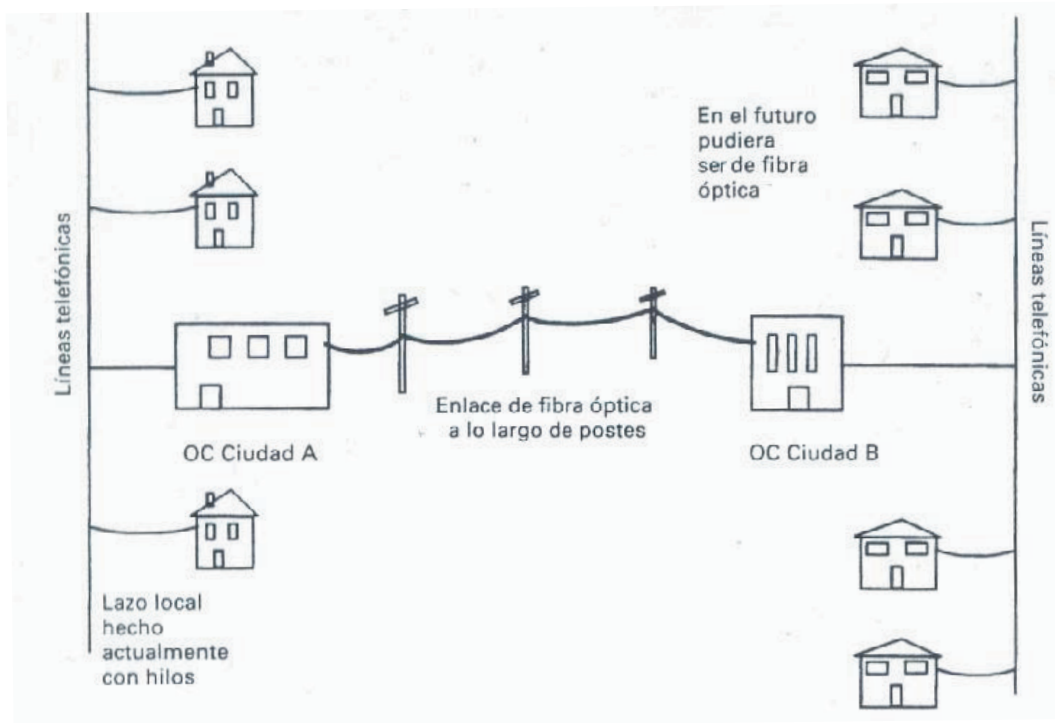 En el futuro
pudiera
ser de fibra
óptica
Líneas telefónicas
Líneas telefónicas
Enlace de fibra óptica
a lo largo de postes
OC Ciudad A
OC Ciudad B
Lazo local
hecho
actualmente
con hilos